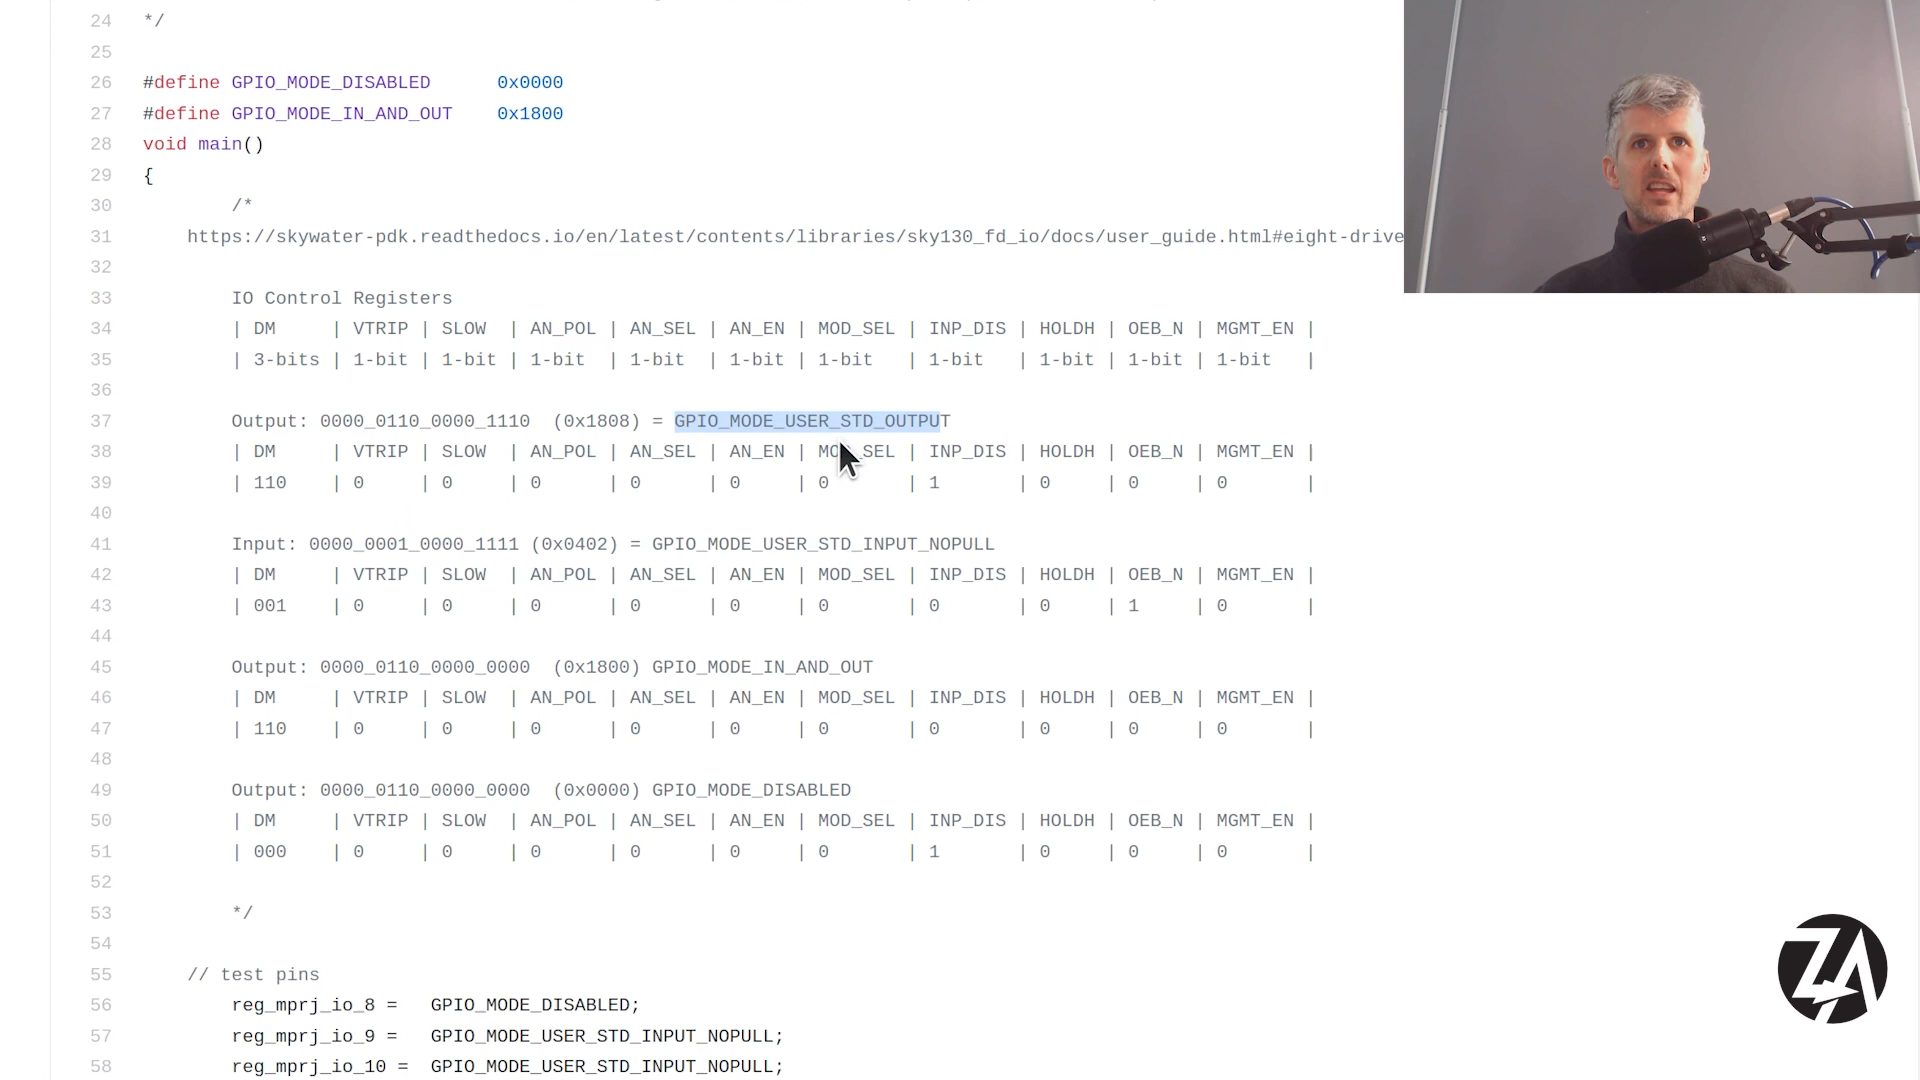 24 */
25
26 #define GPIO_MODE_DISABLED      0x0000
27 #define GPIO_MODE_IN_AND_OUT    0x1800
28 void main()
29 {
30         /*
31     https://skywater-pdk.readthedocs.io/en/latest/contents/libraries/sky130_fd_io/docs/user_guide.html#eight-drive
32
33         IO Control Registers
34         | DM     | VTRIP | SLOW  | AN_POL | AN_SEL | AN_EN | MOD_SEL | INP_DIS | HOLDH | OEB_N | MGMT_EN |
35         | 3-bits | 1-bit | 1-bit | 1-bit  | 1-bit  | 1-bit | 1-bit   | 1-bit   | 1-bit | 1-bit | 1-bit   |
36
37         Output: 0000_0110_0000_1110  (0x1808) = GPIO_MODE_USER_STD_OUTPUT
38         | DM     | VTRIP | SLOW  | AN_POL | AN_SEL | AN_EN | MOD_SEL | INP_DIS | HOLDH | OEB_N | MGMT_EN |
39         | 110    | 0     | 0     | 0      | 0      | 0     | 0       | 1       | 0     | 0     | 0       |
40
41         Input: 0000_0001_0000_1111 (0x0402) = GPIO_MODE_USER_STD_INPUT_NOPULL
42         | DM     | VTRIP | SLOW  | AN_POL | AN_SEL | AN_EN | MOD_SEL | INP_DIS | HOLDH | OEB_N | MGMT_EN |
43         | 001    | 0     | 0     | 0      | 0      | 0     | 0       | 0       | 0     | 1     | 0       |
44
45         Output: 0000_0110_0000_0000  (0x1800) GPIO_MODE_IN_AND_OUT
46         | DM     | VTRIP | SLOW  | AN_POL | AN_SEL | AN_EN | MOD_SEL | INP_DIS | HOLDH | OEB_N | MGMT_EN |
47         | 110    | 0     | 0     | 0      | 0      | 0     | 0       | 0       | 0     | 0     | 0       |
48
49         Output: 0000_0110_0000_0000  (0x0000) GPIO_MODE_DISABLED
50         | DM     | VTRIP | SLOW  | AN_POL | AN_SEL | AN_EN | MOD_SEL | INP_DIS | HOLDH | OEB_N | MGMT_EN |
51         | 000    | 0     | 0     | 0      | 0      | 0     | 0       | 1       | 0     | 0     | 0       |
52
53         */
54
55     // test pins
56         reg_mprj_io_8 =   GPIO_MODE_DISABLED;
57         reg_mprj_io_9 =   GPIO_MODE_USER_STD_INPUT_NOPULL;
58         reg_mprj_io_10 =  GPIO_MODE_USER_STD_INPUT_NOPULL;
ZA